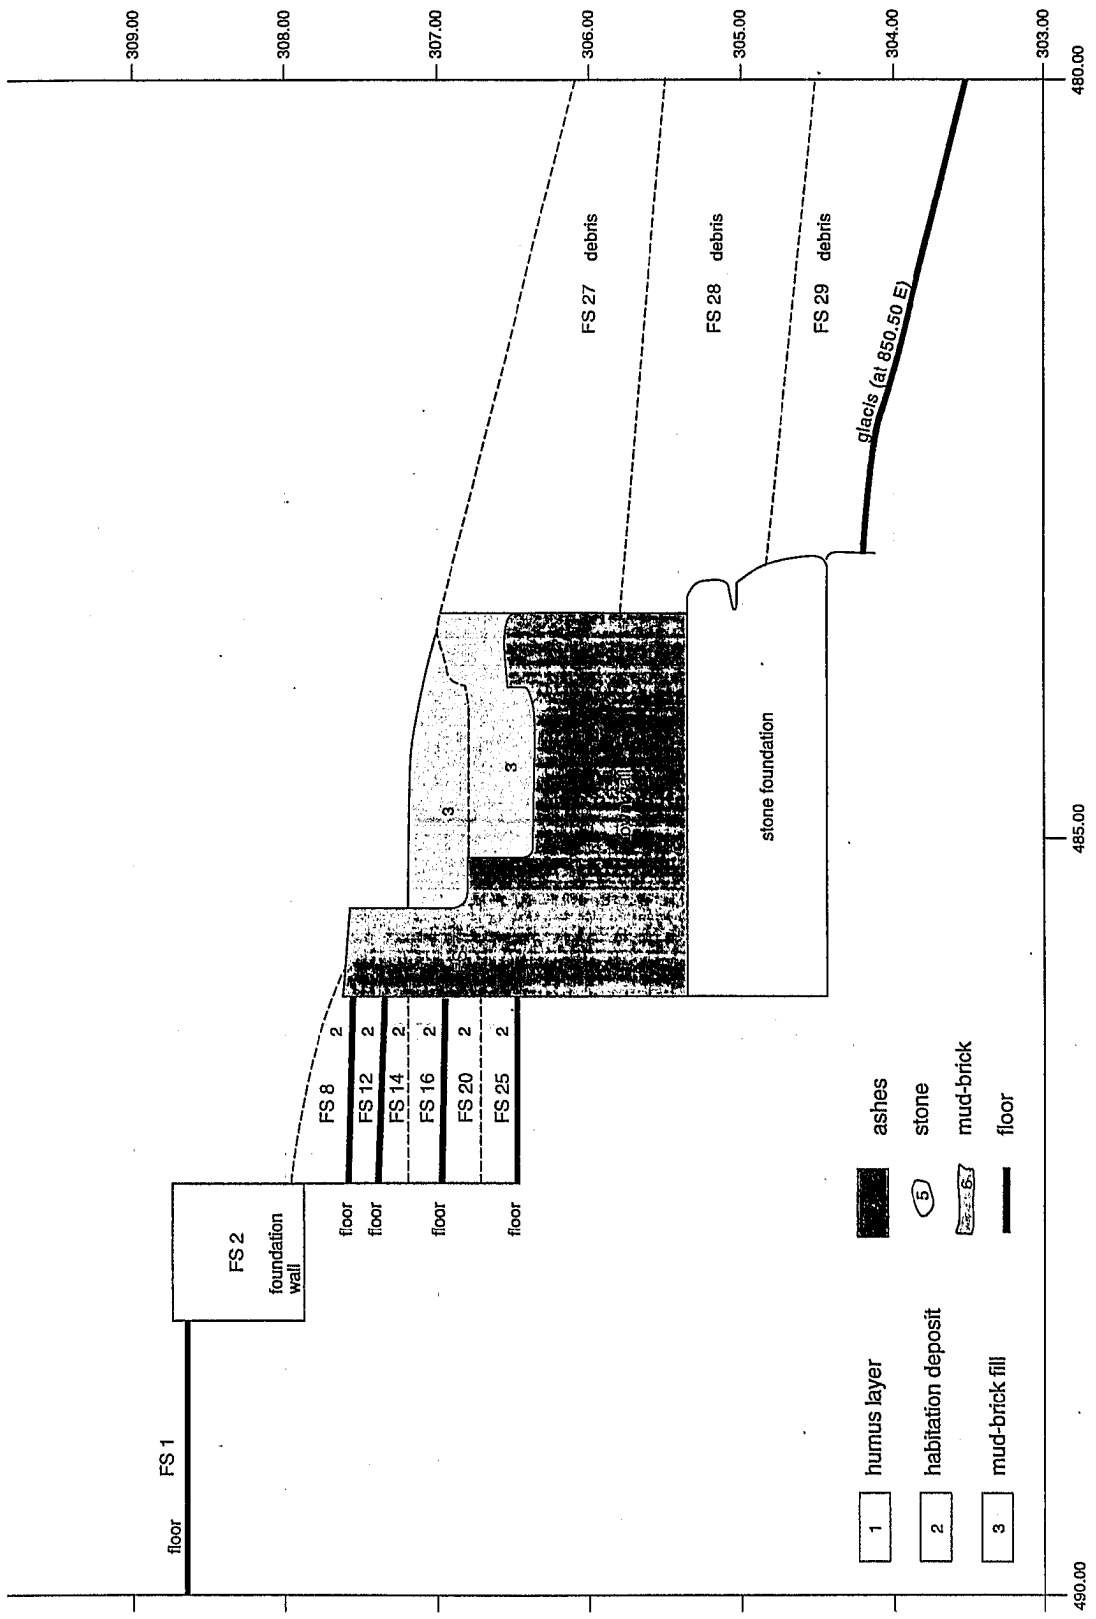 309.00
308.00
307.00
306.00
305.00
304.00
303.00
480.00
485.00
490.00
floor
FS 1
FS 2
foundation
wall
floor
floor
floor
floor
FS 8
2
FS 12
2
FS 14
2
FS 16
2
FS 20
2
FS 25
2
3
3
stone foundation
FS 27
debris
FS 28
debris
FS 29
debris
glacis (at 850.50 E)
1
humus layer
2
habitation deposit
3
mud-brick fill
ashes
5
stone
6
mud-brick
floor